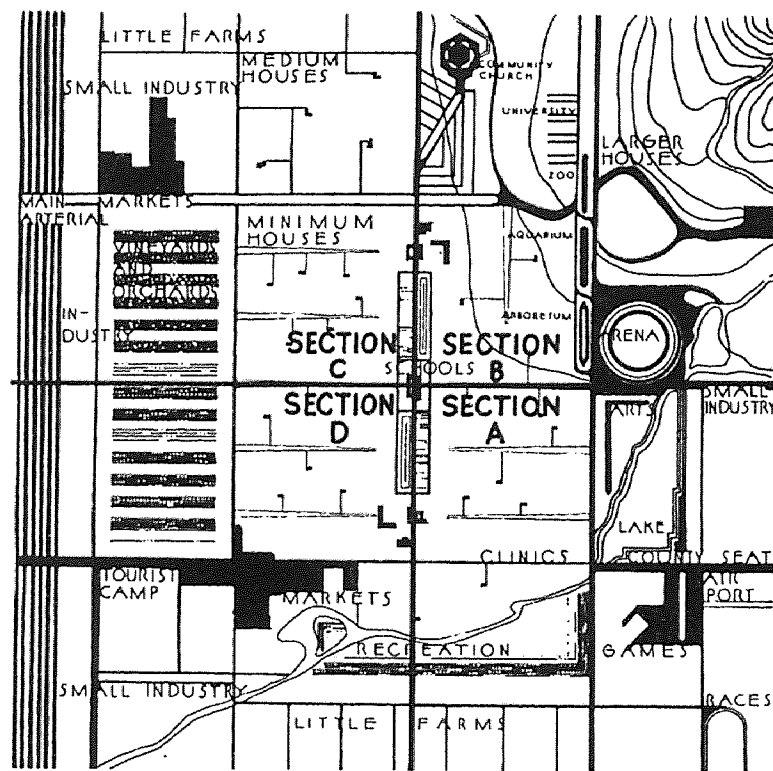 LITTLE FARMS
MEDIUM
HOUSES
COMMUNITY
CHURCH
SMALL INDUSTRY
UNIVERSITY
LARGER
HOUSES
ZOO
MAIN
ARTERIAL
MARKETS
MINIMUM
HOUSES
AQUARIUM
VINEYARDS
AND
ORCHARDS
IN-
DUSTRY
ARBORETUM
ARENA
SECTION
C
SECTION
B
SCHOOLS
SECTION
D
SECTION
A
ARTS
SMALL
INDUSTRY
LAKE
CLINICS
COUNTY SEAT
TOURIST
CAMP
MARKETS
AIR
PORT
RECREATION
GAMES
SMALL INDUSTRY
RACES
LITTLE FARMS